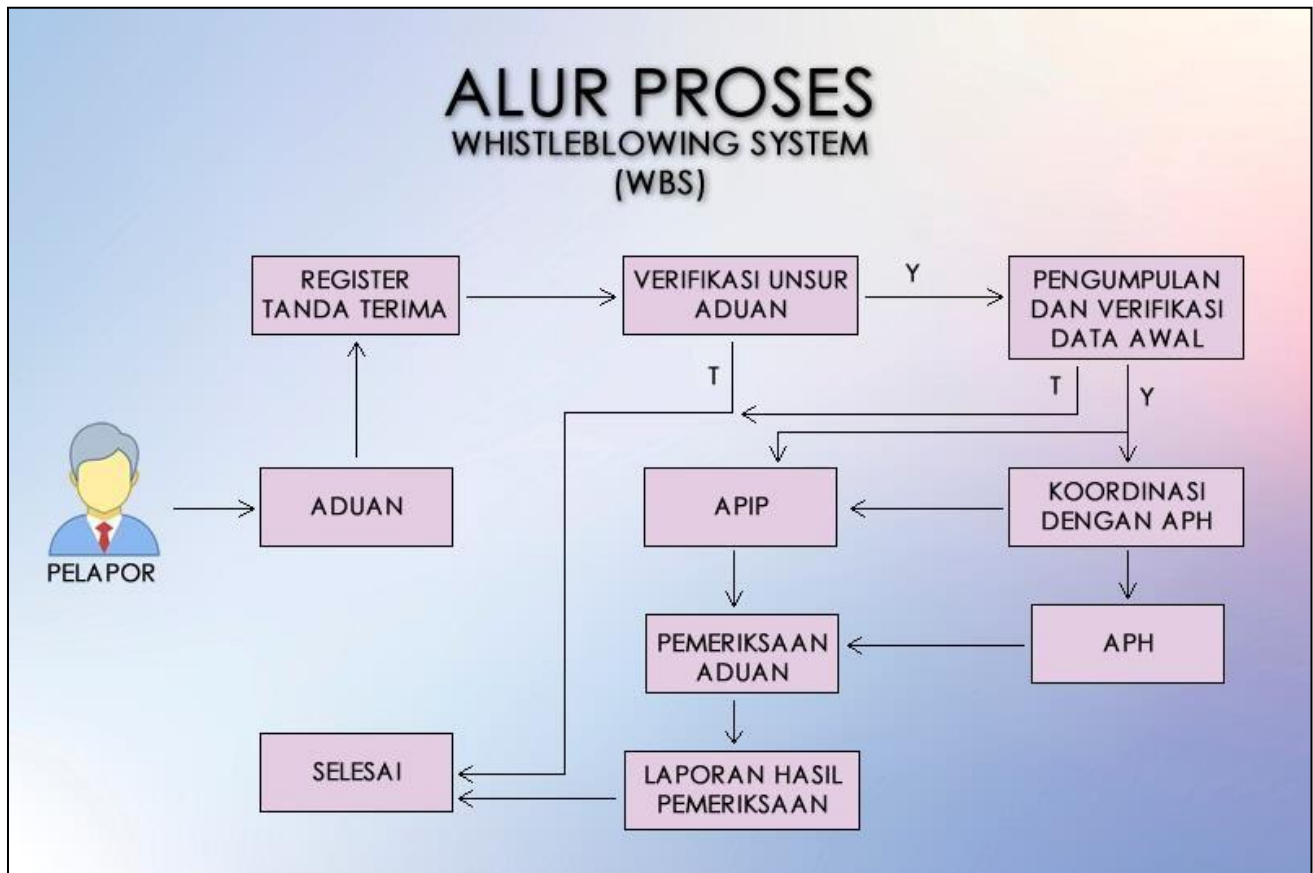 ALUR PROSES
WHISTLEBLOWING SYSTEM
(WBS)
REGISTER
TANDA TERIMA
VERIFIKASI UNSUR
ADUAN
Y
PENGUMPULAN
DAN VERIFIKASI
DATA AWAL
T
T
Y
PELAPOR
ADUAN
APIP
KOORDINASI
DENGAN APH
PEMERIKSAAN
ADUAN
APH
SELESAI
LAPORAN HASIL
PEMERIKSAAN